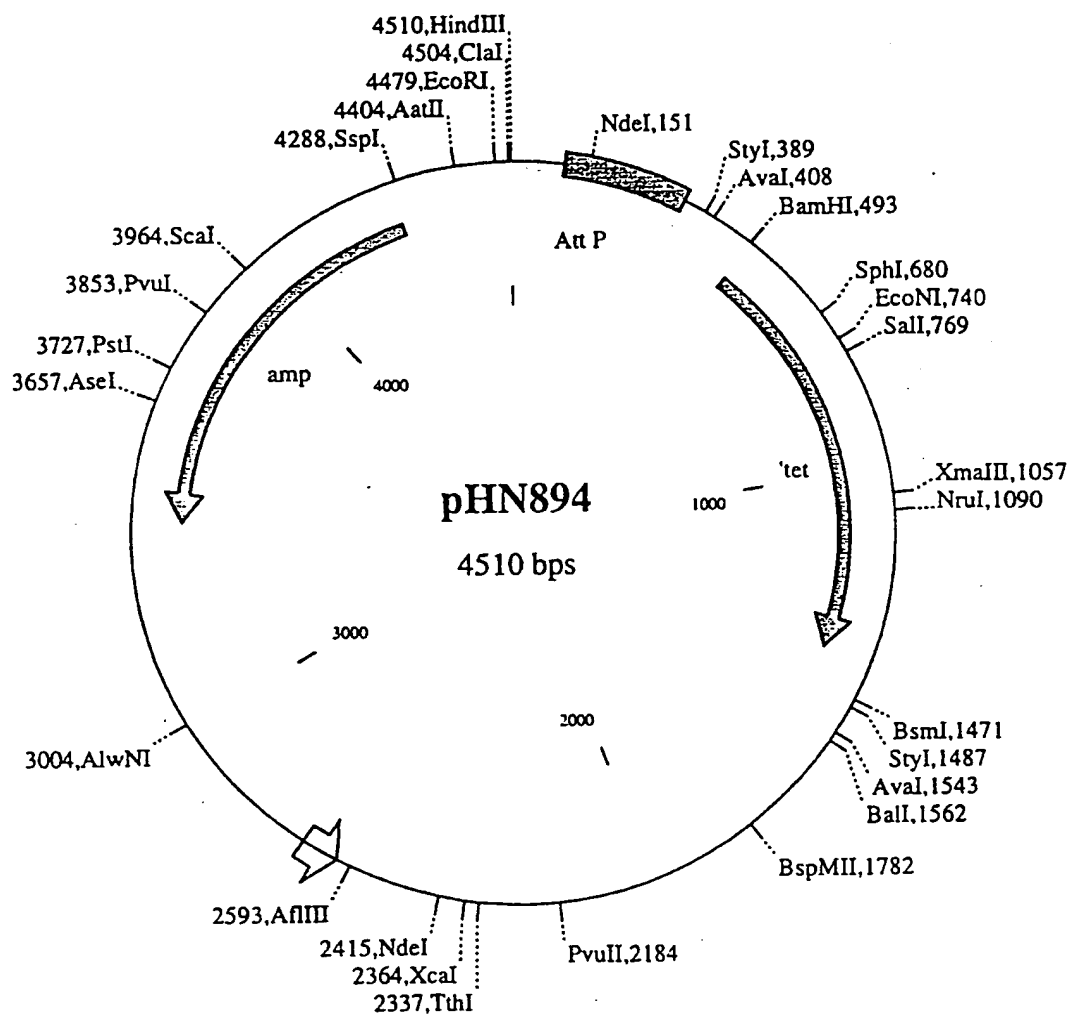 4510,HindIII
4504,ClaI
4479,EcoRI
4404,AatII
4288,SspI
NdeI,151
StyI,389
AvaI,408
BamHI,493
3964,ScaI
3853,PvuI
3727,PstI
3657,AseI
Att P
SphI,680
EcoNI,740
SalI,769
amp
4000
'tet
1000
XmaIII,1057
NruI,1090
pHN894
4510 bps
3000
2000
BsmI,1471
StyI,1487
AvaI,1543
BalI,1562
3004,AlwNI
BspMII,1782
2593,AflIII
2415,NdeI
2364,XcaI
2337,TthI
PvuII,2184